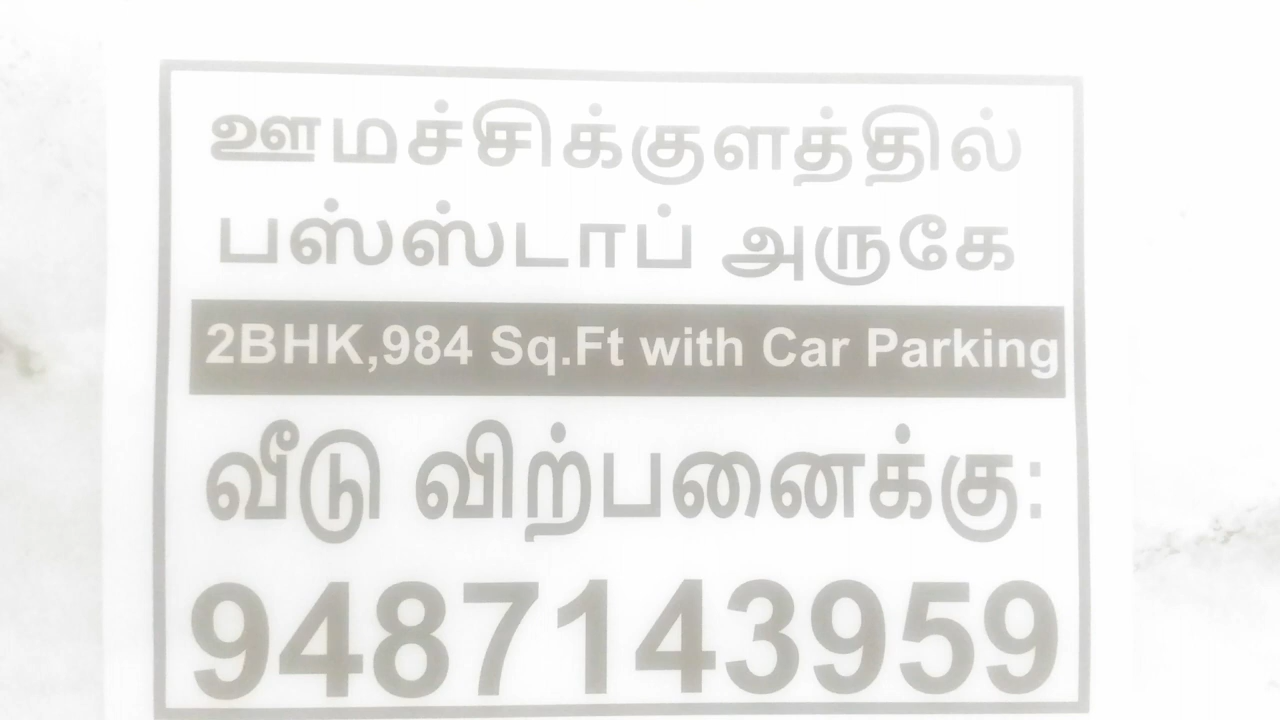 ஊமச்சிக்குளத்தில்
பஸ்ஸ்டாப் அருகே
2BHK,984 Sq.Ft with Car Parking
வீடு விற்பனைக்கு:
9487143959